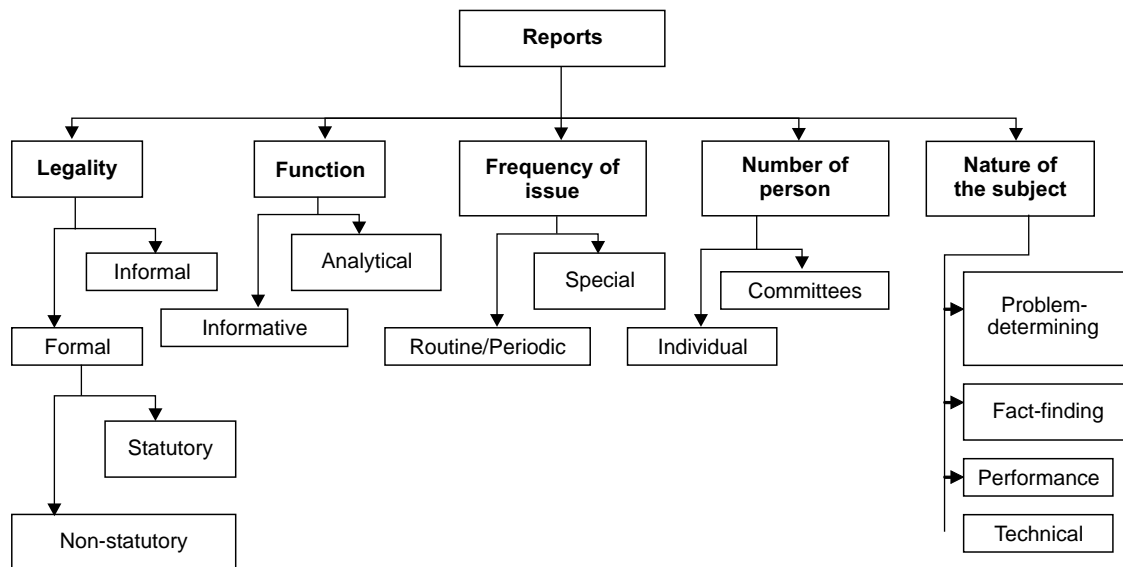 Reports
Legality
Function
Frequency of
issue
Number of
person
Nature of
the subject
Informal
Formal
Statutory
Non-statutory
Analytical
Informative
Special
Routine/Periodic
Committees
Individual
Problem-
determining
Fact-finding
Performance
Technical